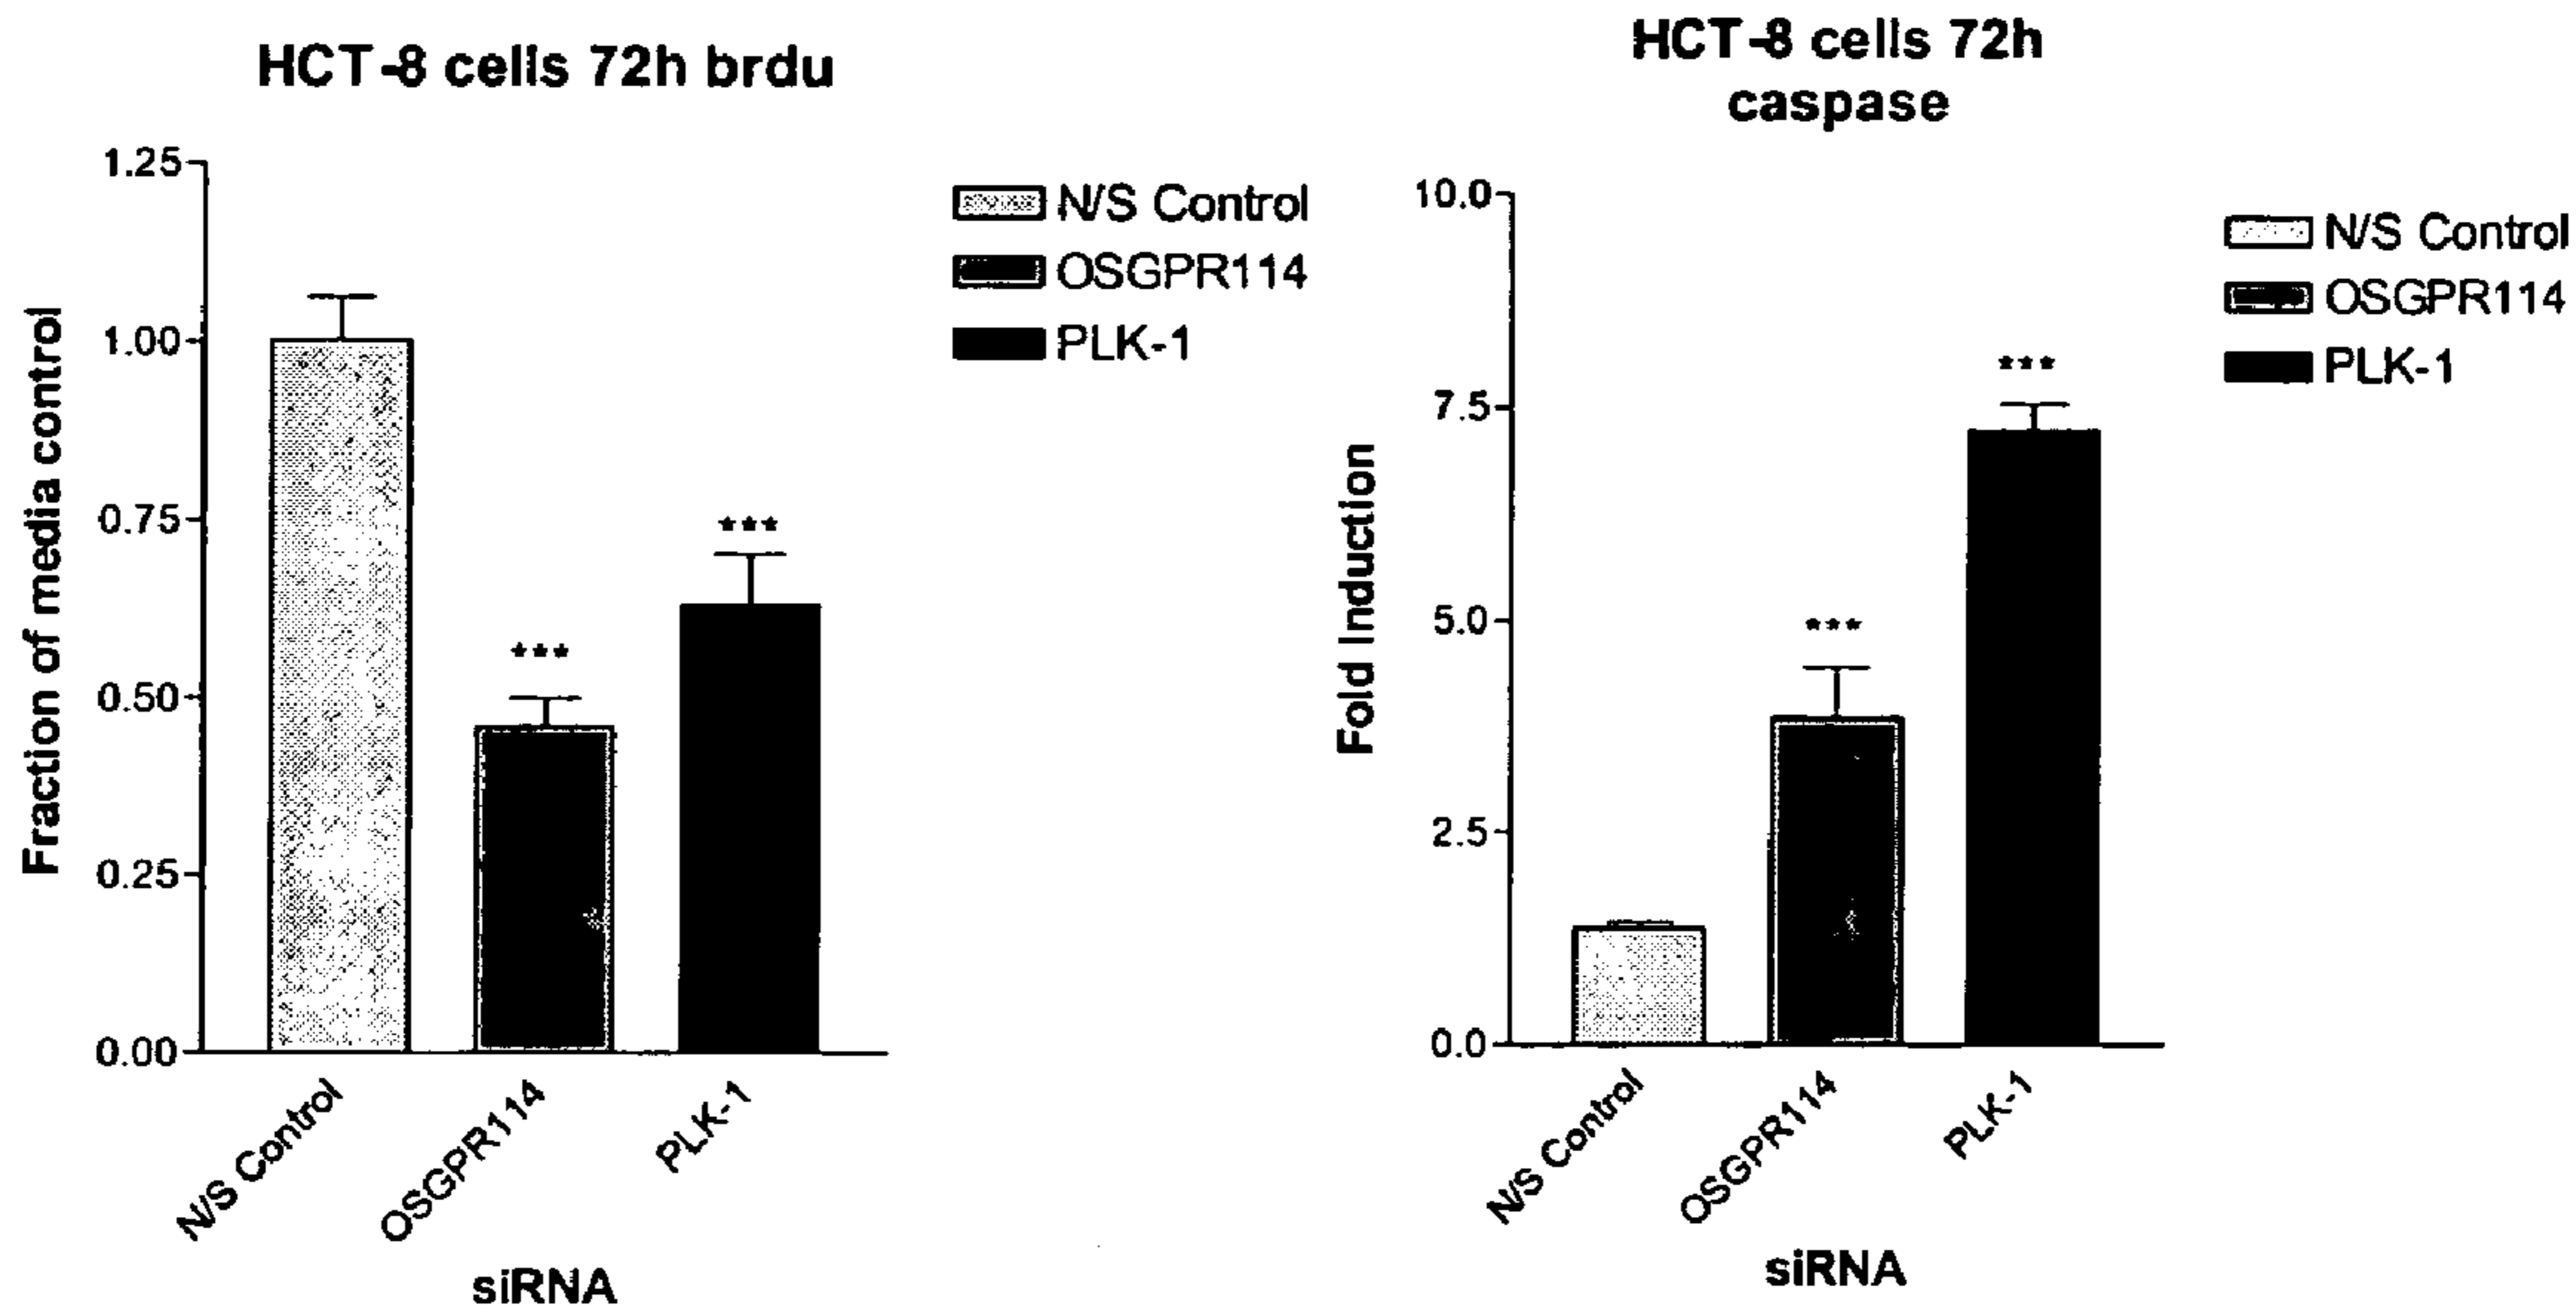 HCT-8 cells 72h brdu
1.25
1.00
0.75
0.50
0.25
0.00
Fraction of media control
***
***
N/S Control
OSGPR114
PLK-1
N/S Control
OSGPR114
PLK-1
siRNA
HCT-8 cells 72h
caspase
10.0
7.5
5.0
2.5
0.0
Fold Induction
***
***
N/S Control
OSGPR114
PLK-1
N/S Control
OSGPR114
PLK-1
siRNA